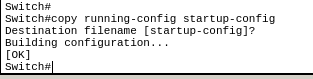 Switch#
Switch#copy running-config startup-config
Destination filename [startup-config]?
Building configuration...
[OK]
Switch#